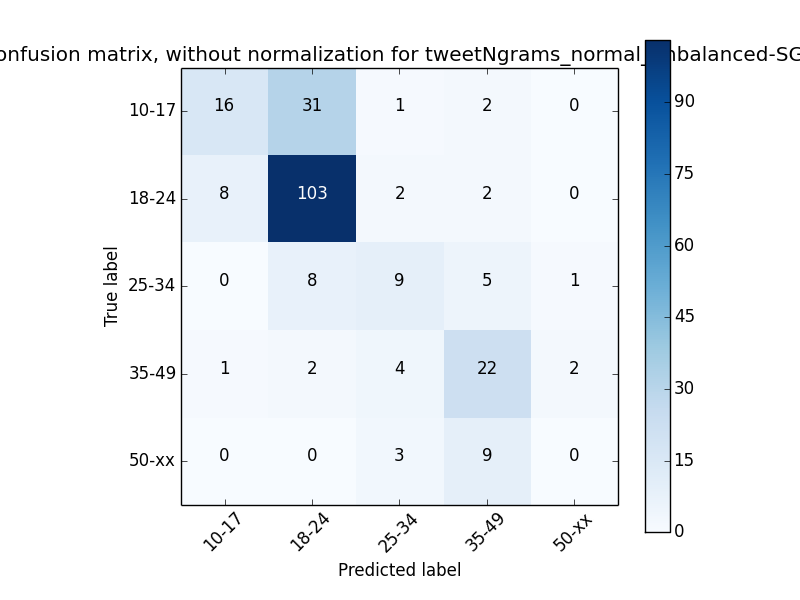 onfusion matrix, without normalization for tweetNgrams_normal_ nbalanced-SG
10-17 16 31 1 2 0
18-24 8 103 2 2 0
25-34 0 8 9 5 1
35-49 1 2 4 22 2
50-xx 0 0 3 9 0
10-17 18-24 25-34 35-49 50-xx
True label
Predicted label
90
75
60
45
30
15
0